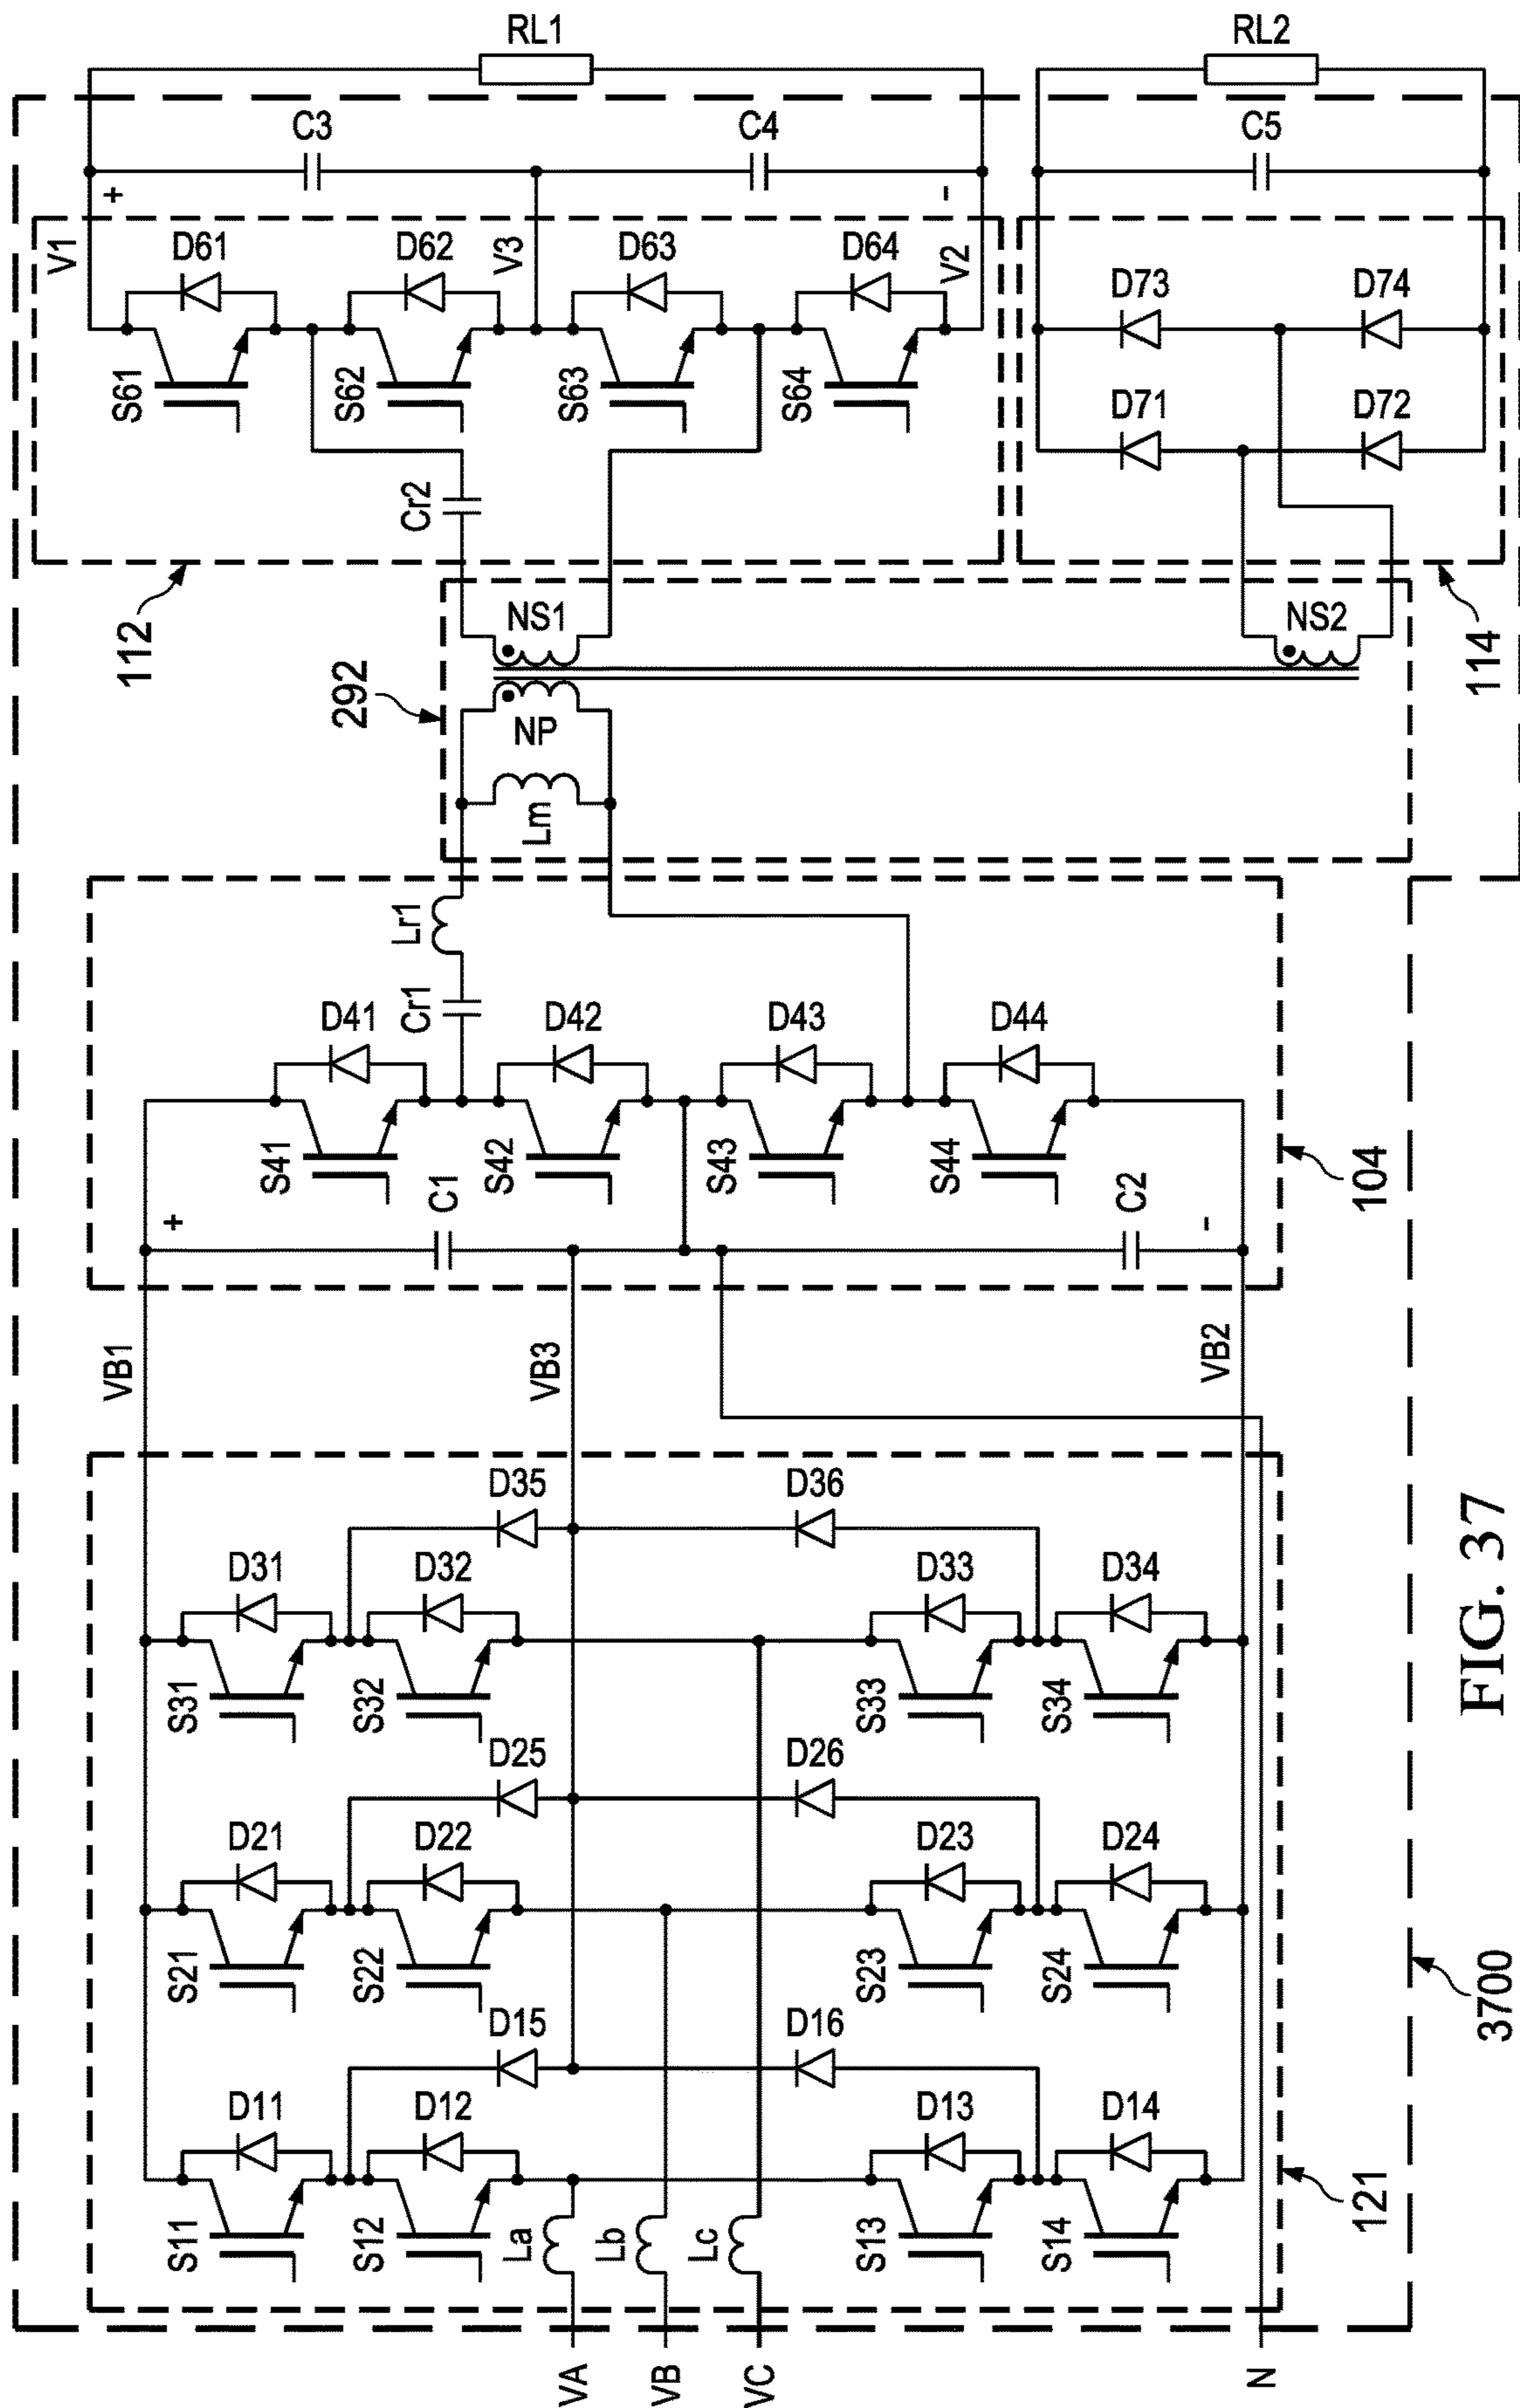 VA
VB
VC
N
La
Lb
Lc
S11
D11
S12
D12
D15
D16
S13
D13
S14
D14
S21
D21
S22
D22
D25
D26
S23
D23
S24
D24
S31
D31
S32
D32
D35
D36
S33
D33
S34
D34
121
VB1
VB3
VB2
+
C1
C2
-
S41
D41
S42
D42
S43
D43
S44
D44
Cr1
Lr1
104
Lm
NP
NS1
NS2
292
112
Cr2
S61
D61
S62
D62
S63
D63
S64
D64
V1
V3
V2
+
-
C3
C4
RL1
D71
D73
D72
D74
C5
RL2
114
3700
FIG. 37